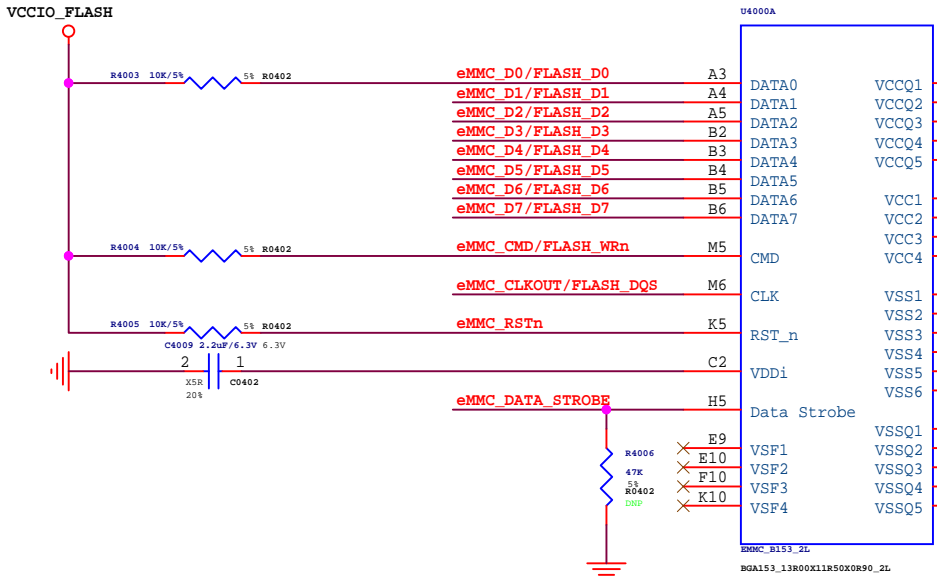 VCCIO_FLASH
U4000A
R4003 10K/5% 5% R0402
eMMC_D0/FLASH_D0 A3 DATA0 VCCQ1
eMMC_D1/FLASH_D1 A4 DATA1 VCCQ2
eMMC_D2/FLASH_D2 A5 DATA2 VCCQ3
eMMC_D3/FLASH_D3 B2 DATA3 VCCQ4
eMMC_D4/FLASH_D4 B3 DATA4 VCCQ5
eMMC_D5/FLASH_D5 B4 DATA5
eMMC_D6/FLASH_D6 B5 DATA6 VCC1
eMMC_D7/FLASH_D7 B6 DATA7 VCC2
VCC3
R4004 10K/5% 5% R0402 eMMC_CMD/FLASH_WRn M5 CMD VCC4
eMMC_CLKOUT/FLASH_DQS M6 CLK VSS1
VSS2
R4005 10K/5% 5% R0402 eMMC_RSTn K5 RST_n VSS3
C4009 2.2uF/6.3V 6.3V VSS4
2 1 C2 VDDi VSS5
X5R C0402 VSS6
20%
eMMC_DATA_STROBE H5 Data Strobe
VSSQ1
E9 VSF1 VSSQ2
R4006 E10 VSF2 VSSQ3
47K F10 VSF3 VSSQ4
5%
R0402 K10 VSF4 VSSQ5
DNP
EMMC_B153_2L
BGA153_13R00X11R50X0R90_2L